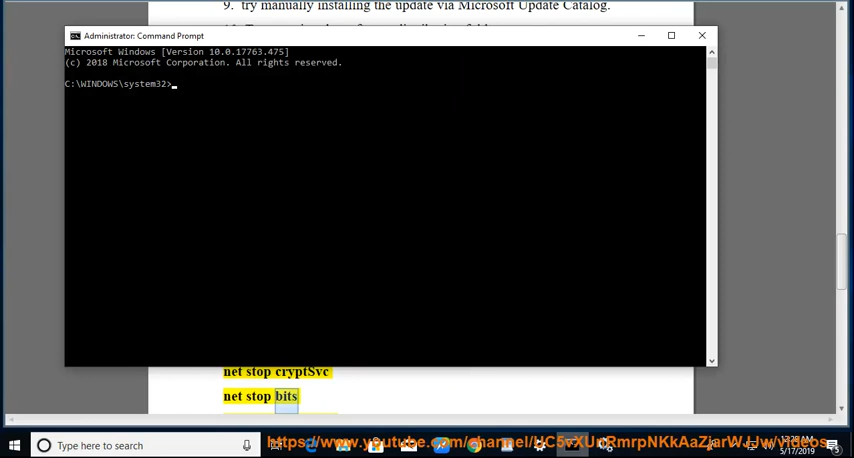 9. try manually installing the update via Microsoft Update Catalog.
Administrator: Command Prompt
Microsoft Windows [Version 10.0.17763.475]
(c) 2018 Microsoft Corporation. All rights reserved.
C:\WINDOWS\system32>
net stop cryptSvc
net stop bits
Type here to search
5/17/2019
5